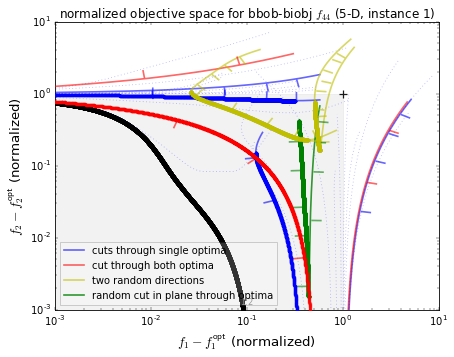 normalized objective space for bbob-biobj f₄₄ (5-D, instance 1)
10¹
10⁰
10⁻¹
10⁻²
10⁻³
f₂ − f₂ᵒᵖᵗ (normalized)
cuts through single optima
cut through both optima
two random directions
random cut in plane through optima
10⁻³ 10⁻² 10⁻¹ 10⁰ 10¹
f₁ − f₁ᵒᵖᵗ (normalized)